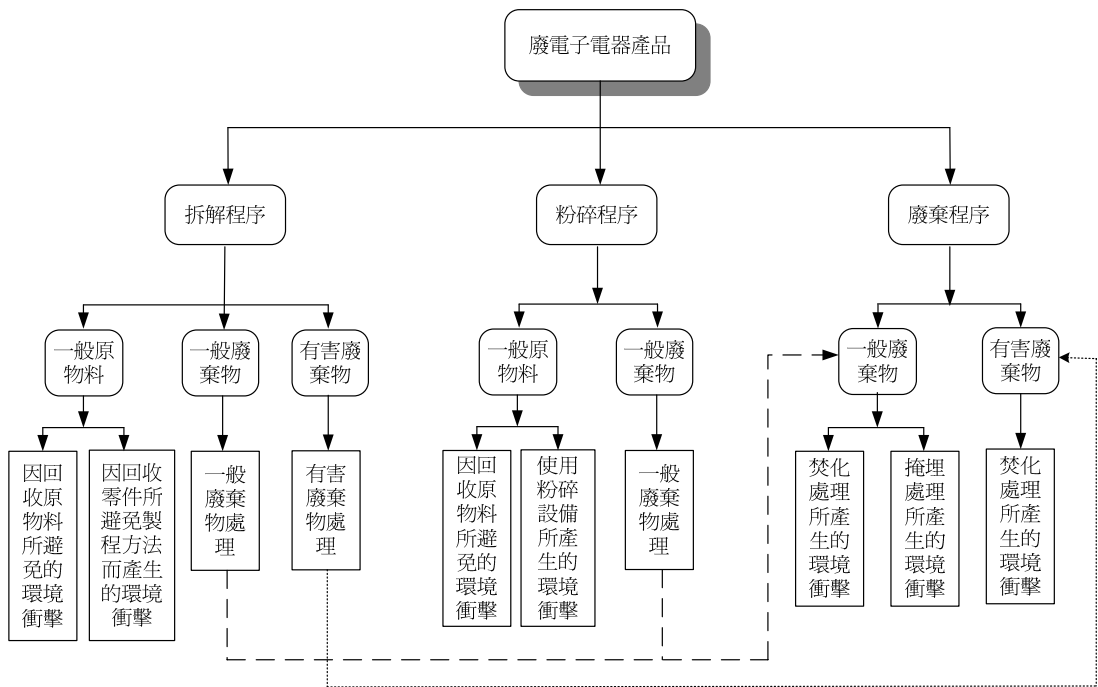 廢電子電器產品
拆解程序
粉碎程序
廢棄程序
一般原
物料
一般廢
棄物
有害廢
棄物
一般原
物料
一般廢
棄物
一般廢
棄物
有害廢
棄物
因回
收原
物料
所避
免的
環境
衝擊
因回收
零件所
避免製
程方法
而產生
的環境
衝擊
一般
廢棄
物處
理
有害
廢棄
物處
理
因回
收原
物料
所避
免的
環境
衝擊
使用
粉碎
設備
所產
生的
環境
衝擊
一般
廢棄
物處
理
焚化
處理
所產
生的
環境
衝擊
掩埋
處理
所產
生的
環境
衝擊
焚化
處理
所產
生的
環境
衝擊